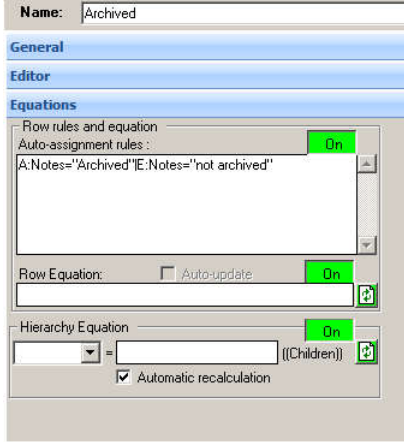 Name: Archived
General
Editor
Equations
Row rules and equation
Auto-assignment rules : On
A:Notes="Archived"|E:Notes="not archived"
Row Equation: Auto-update On
Hierarchy Equation On
= ((Children))
Automatic recalculation